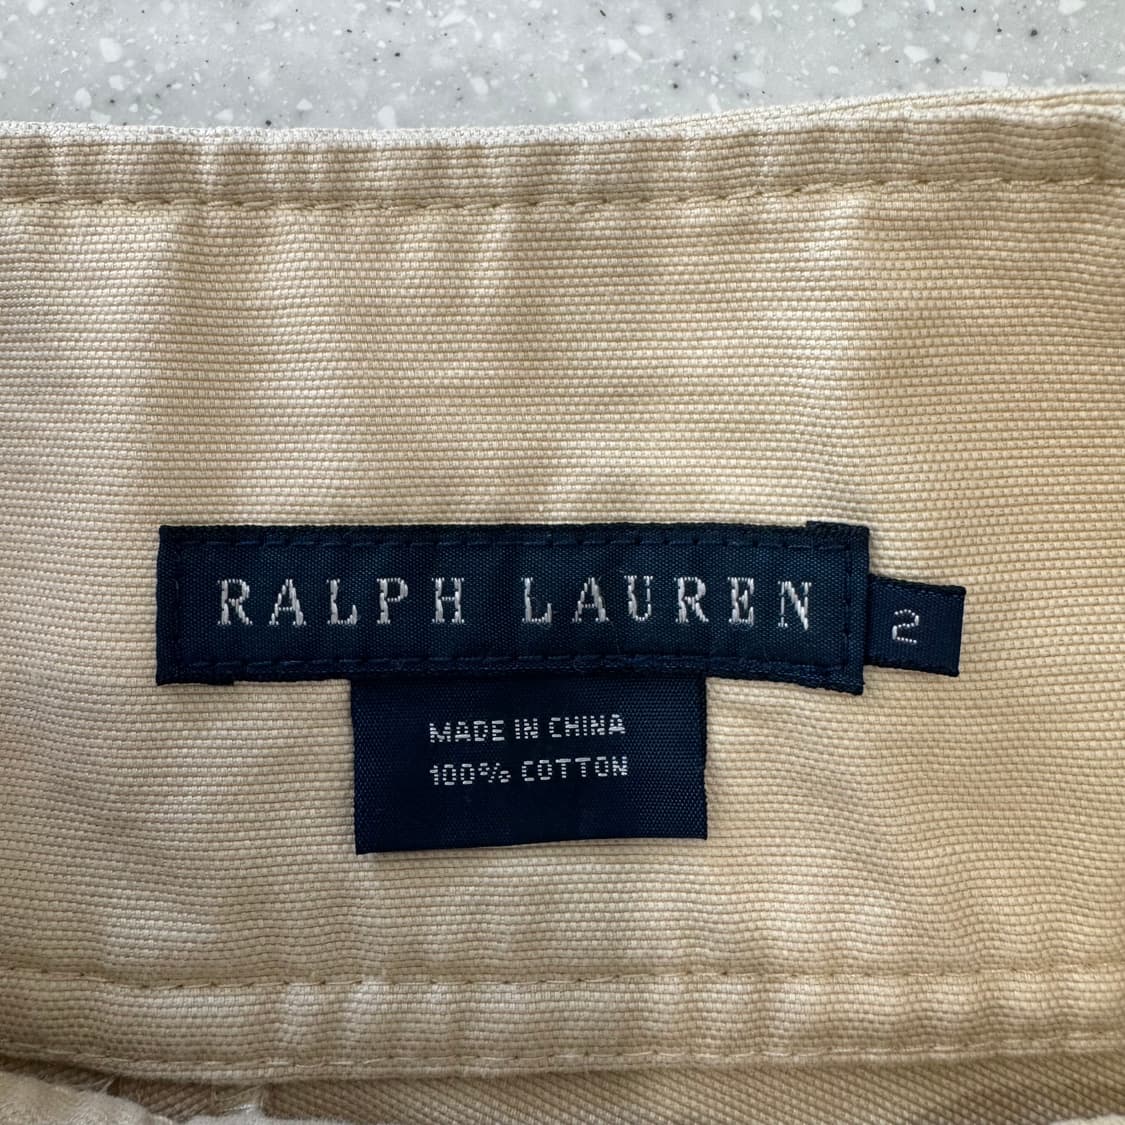 RALPH LAUREN
2
MADE IN CHINA
100% COTTON